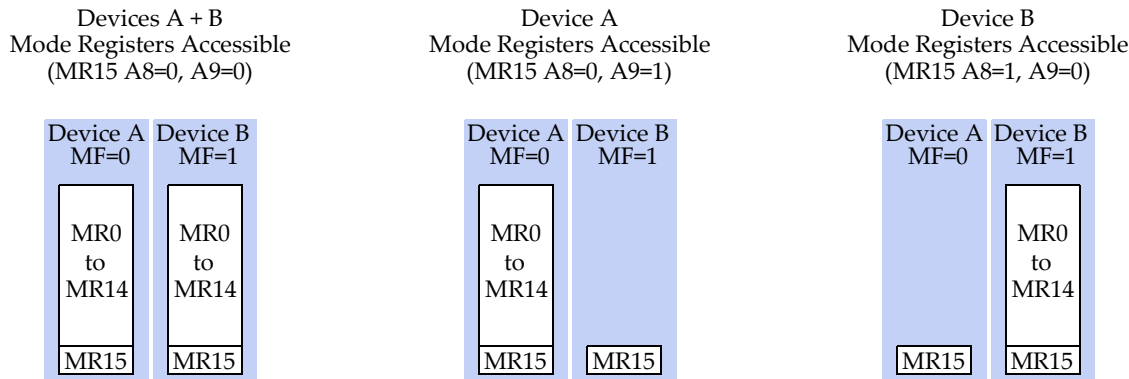 Devices A + B
Mode Registers Accessible
(MR15 A8=0, A9=0)
Device A Device B
MF=0 MF=1
MR0 MR0
to to
MR14 MR14
MR15 MR15
Device A
Mode Registers Accessible
(MR15 A8=0, A9=1)
Device A Device B
MF=0 MF=1
MR0
to
MR14
MR15 MR15
Device B
Mode Registers Accessible
(MR15 A8=1, A9=0)
Device A Device B
MF=0 MF=1
MR0
to
MR14
MR15 MR15